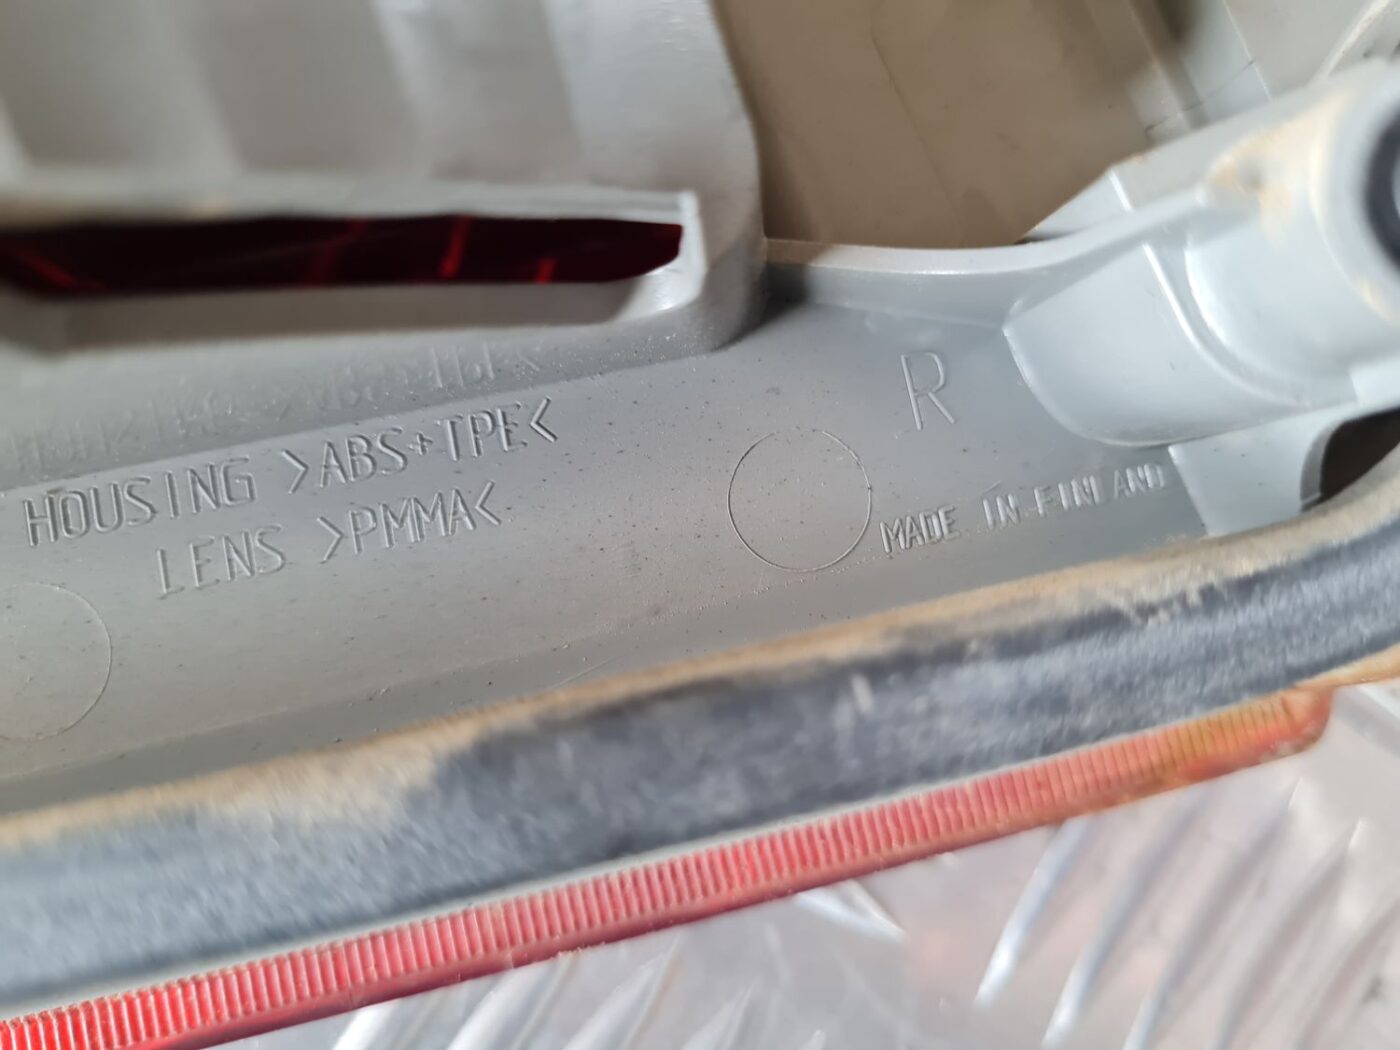 HOUSING >ABS+TPE<
LENS >PMMA<
R
MADE IN FINLAND